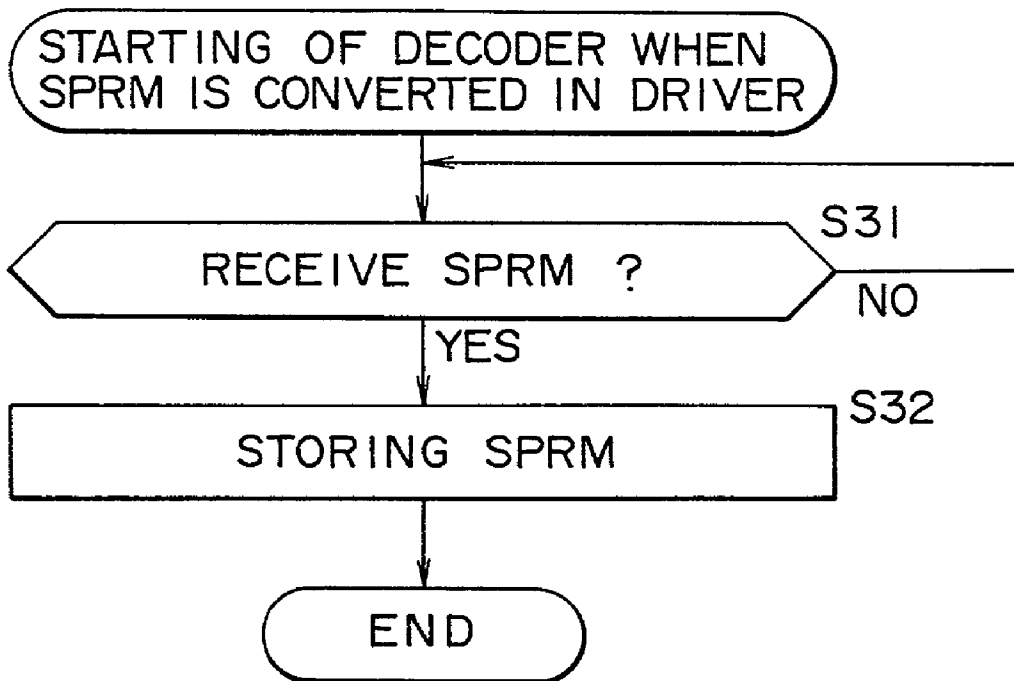 STARTING OF DECODER WHEN
SPRM IS CONVERTED IN DRIVER
S31
RECEIVE SPRM ?
NO
YES
S32
STORING SPRM
END